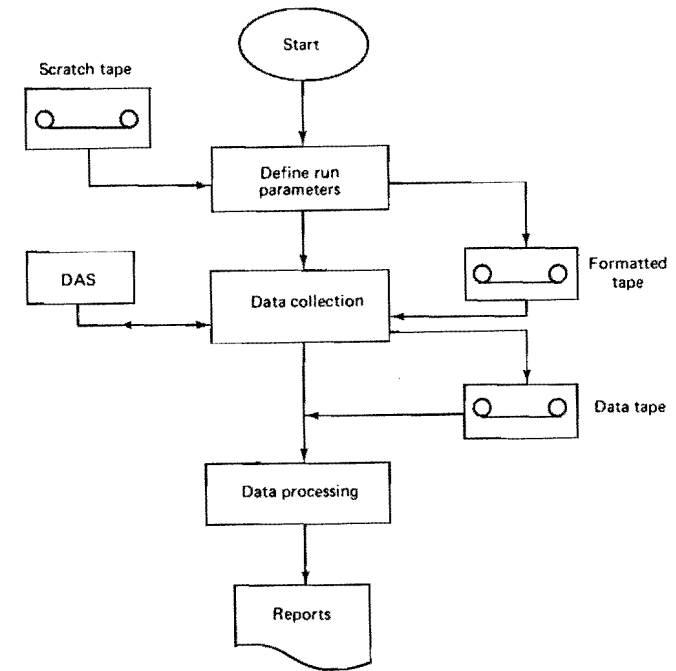 Start
Scratch tape
Define run
parameters
DAS
Data collection
Formatted
tape
Data tape
Data processing
Reports